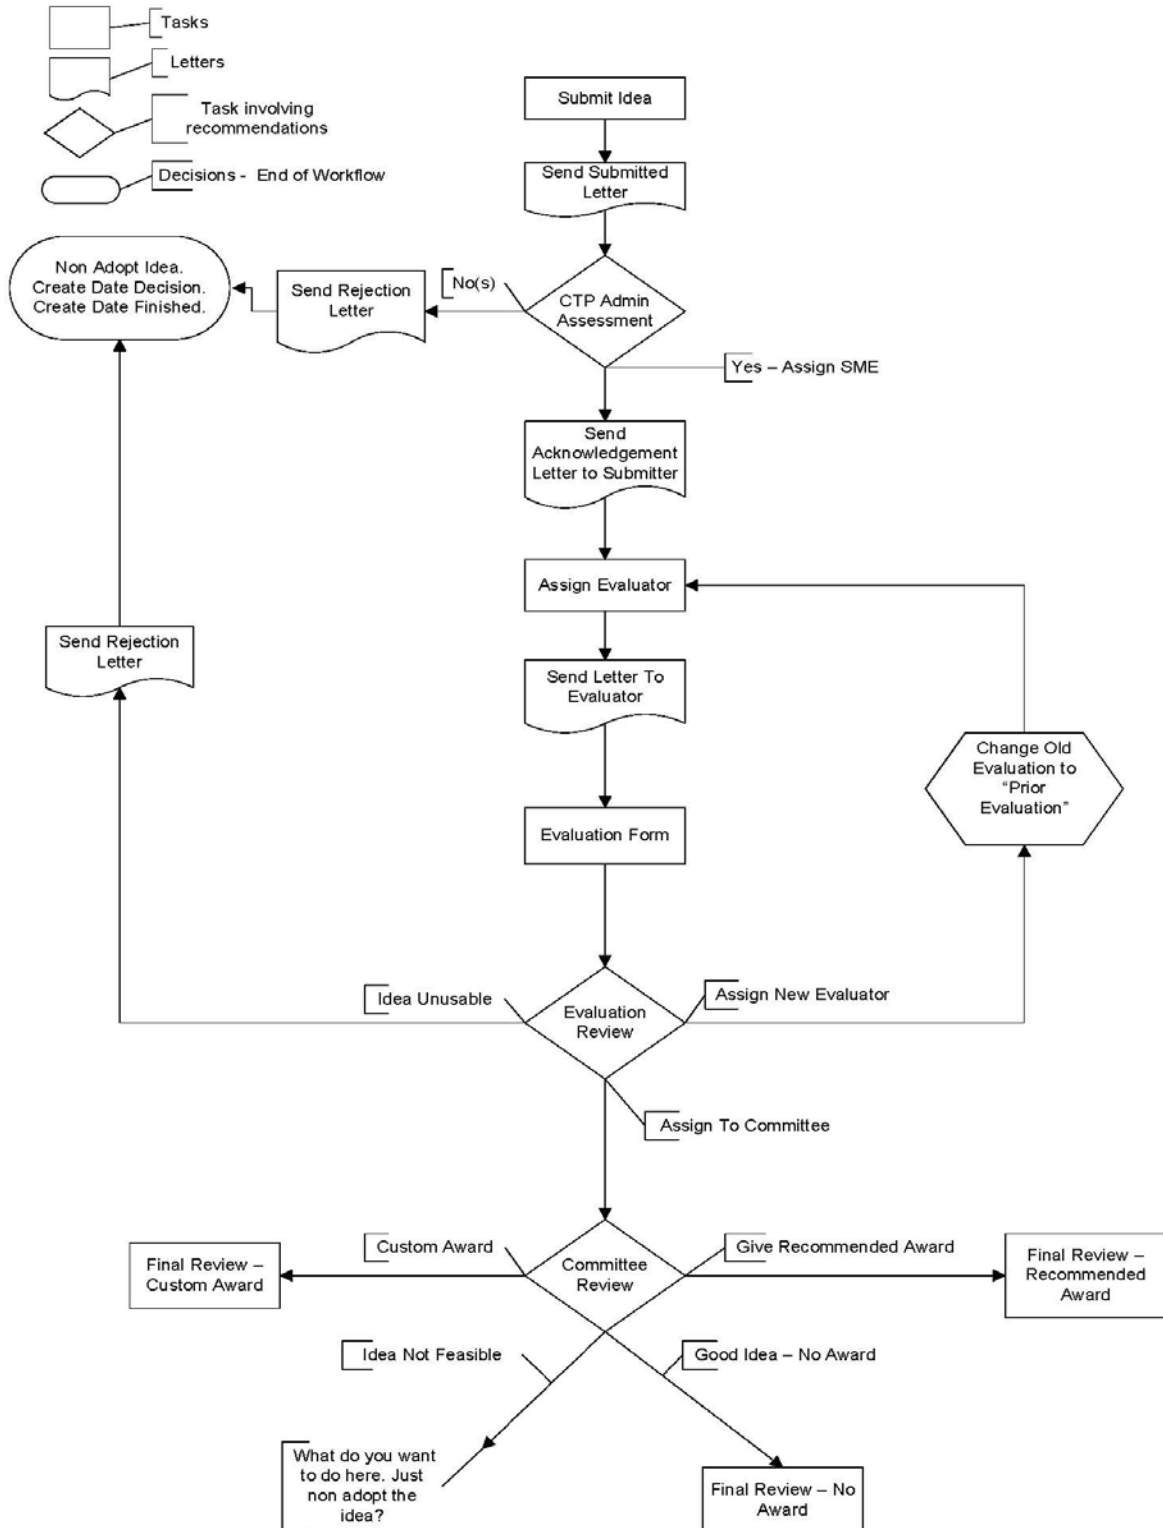 Tasks
Letters
Task involving
recommendations
Decisions - End of Workflow
Submit Idea
Send Submitted
Letter
Non Adopt Idea.
Create Date Decision.
Create Date Finished.
Send Rejection
Letter
No(s)
CTP Admin
Assessment
Yes – Assign SME
Send
Acknowledgement
Letter to Submitter
Assign Evaluator
Send Rejection
Letter
Send Letter To
Evaluator
Change Old
Evaluation to
“Prior
Evaluation”
Evaluation Form
Idea Unusable
Evaluation
Review
Assign New Evaluator
Assign To Committee
Final Review –
Custom Award
Custom Award
Committee
Review
Give Recommended Award
Final Review –
Recommended
Award
Idea Not Feasible
Good Idea – No Award
What do you want
to do here. Just
non adopt the
idea?
Final Review – No
Award